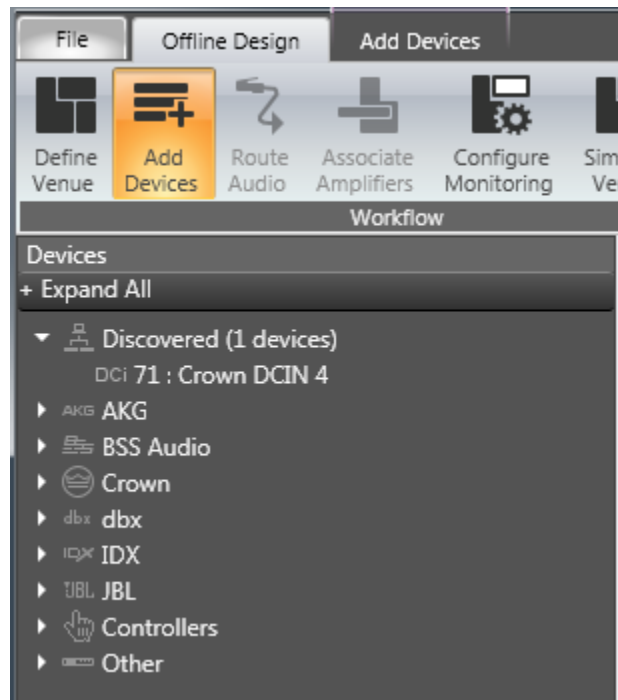 File Offline Design Add Devices
Define Venue Add Devices Route Audio Associate Amplifiers Configure Monitoring
Workflow
Devices
+ Expand All
Discovered (1 devices)
DCi 71 : Crown DCIN 4
AKG AKG
BSS Audio
Crown
dbx dbx
IDX IDX
JBL JBL
Controllers
Other